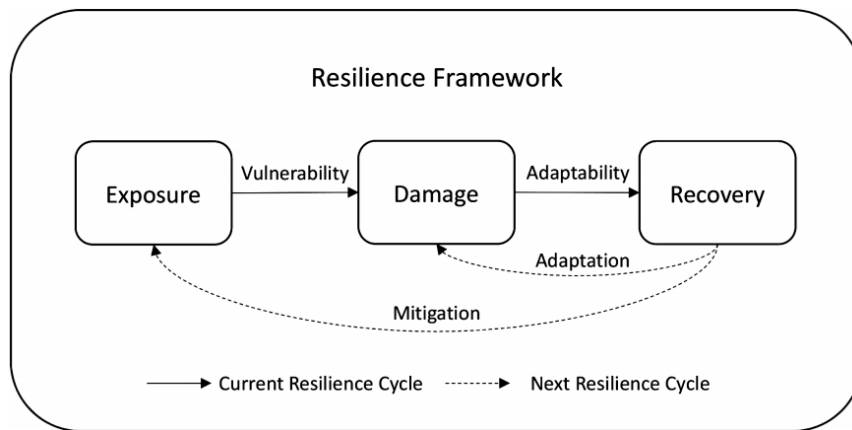 Resilience Framework
Vulnerability
Adaptability
Exposure
Damage
Recovery
Adaptation
Mitigation
Current Resilience Cycle
Next Resilience Cycle